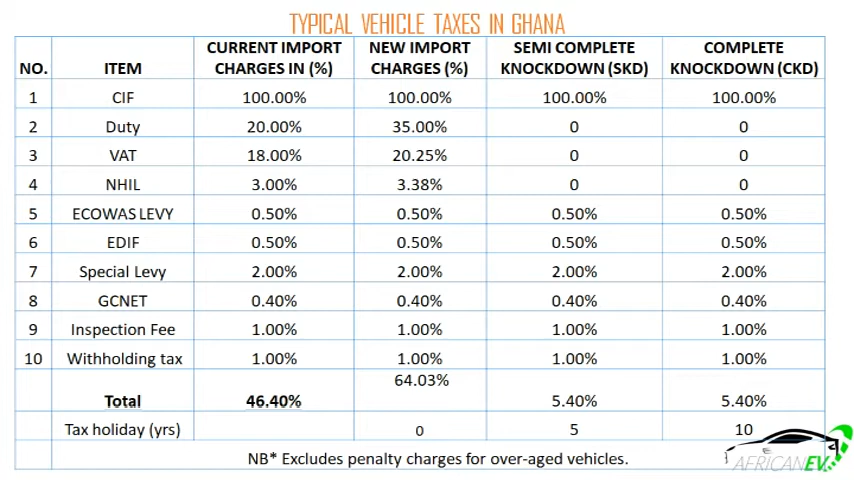 TYPICAL VEHICLE TAXES IN GHANA
NO. ITEM CURRENT IMPORT CHARGES IN (%) NEW IMPORT CHARGES (%) SEMI COMPLETE KNOCKDOWN (SKD) COMPLETE KNOCKDOWN (CKD)
1 CIF 100.00% 100.00% 100.00% 100.00%
2 Duty 20.00% 35.00% 0 0
3 VAT 18.00% 20.25% 0 0
4 NHIL 3.00% 3.38% 0 0
5 ECOWAS LEVY 0.50% 0.50% 0.50% 0.50%
6 EDIF 0.50% 0.50% 0.50% 0.50%
7 Special Levy 2.00% 2.00% 2.00% 2.00%
8 GCNET 0.40% 0.40% 0.40% 0.40%
9 Inspection Fee 1.00% 1.00% 1.00% 1.00%
10 Withholding tax 1.00% 1.00% 1.00% 1.00%
Total 46.40% 64.03% 5.40% 5.40%
Tax holiday (yrs) 0 5 10
NB* Excludes penalty charges for over-aged vehicles.
AFRICANEV